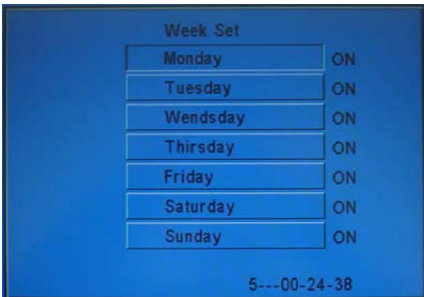 Week Set
Monday ON
Tuesday ON
Wendsday ON
Thirsday ON
Friday ON
Saturday ON
Sunday ON
5---00-24-38